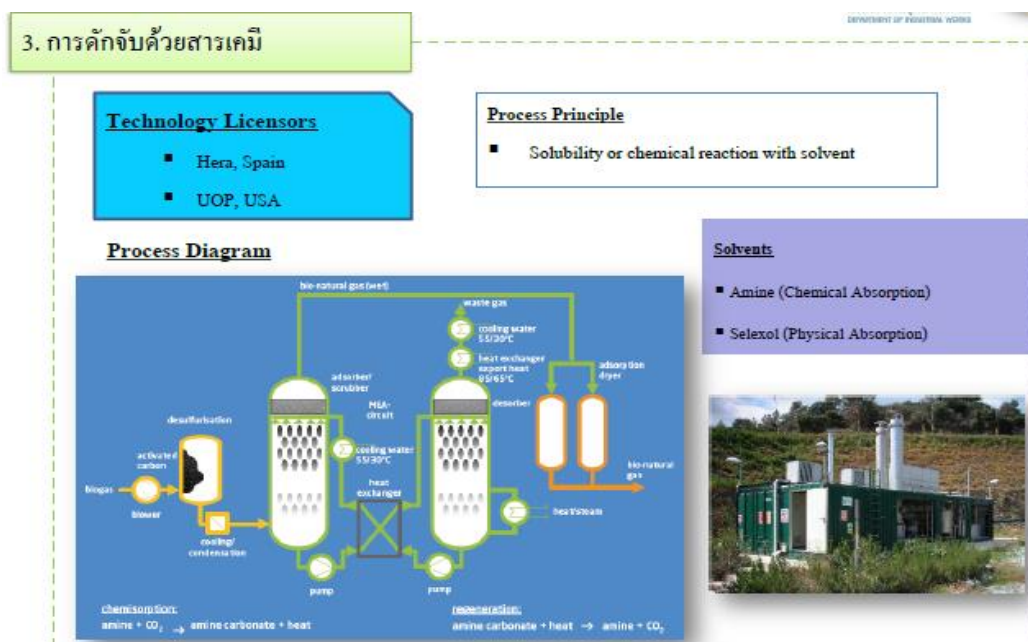 DEPARTMENT OF INDUSTRIAL WORKS
3. การดักจับด้วยสารเคมี
Technology Licensors
▪ Hera, Spain
▪ UOP, USA
Process Principle
▪ Solubility or chemical reaction with solvent
Process Diagram
Solvents
▪ Amine (Chemical Absorption)
▪ Selexol (Physical Absorption)
bio-natural gas (wet)
waste gas
cooling water
55/30°C
heat exchanger
export heat
85/65°C
adsorber/
scrubber
MEA-
circuit
desorber
adsorption
dryer
desulfurisation
activated
carbon
cooling water
55/30°C
biogas
blower
heat
exchanger
bio-natural
gas
heat/steam
cooling/
condensation
pump
pump
chemisorption:
amine + CO₂ → amine carbonate + heat
regeneration:
amine carbonate + heat → amine + CO₂